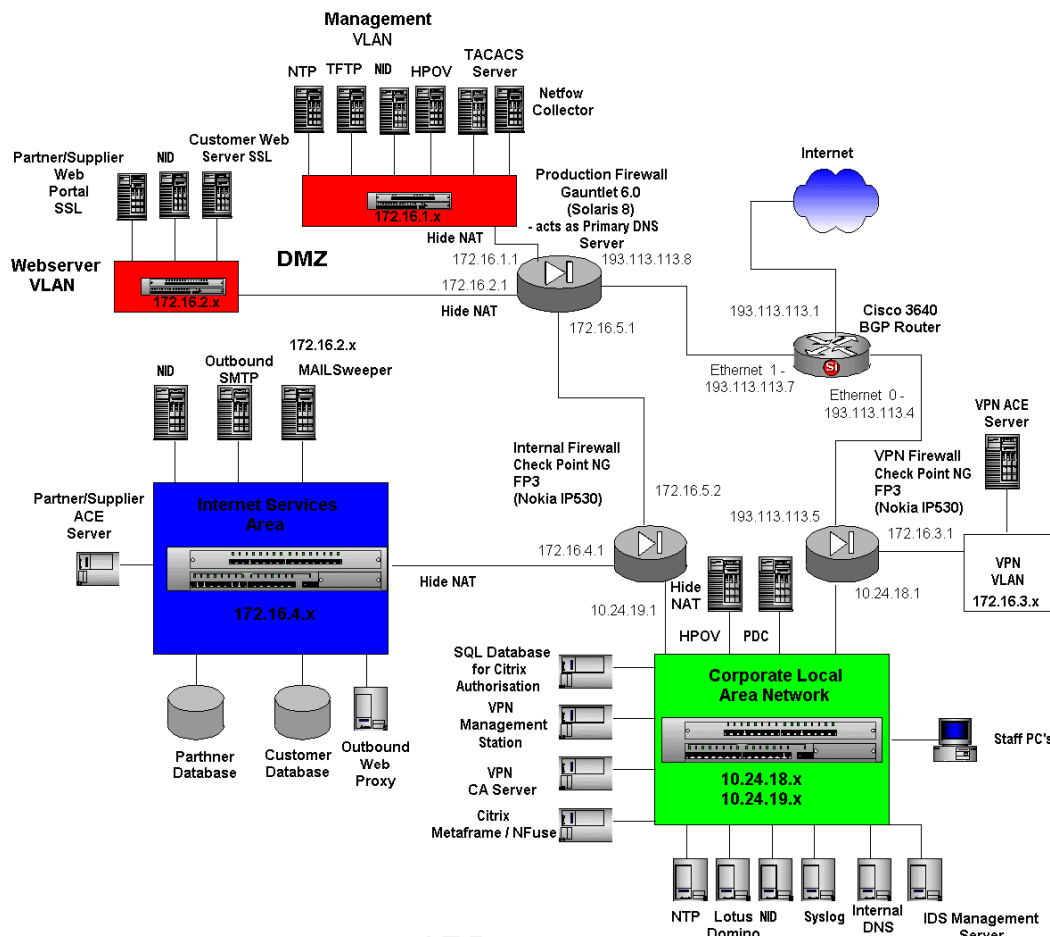 Management
VLAN
NTP
TFTP
NID
HPOV
TACACS
Server
Netfow
Collector
Partner/Supplier
Web
Portal
SSL
NID
Customer Web
Server SSL
172.16.1.x
Production Firewall
Gauntlet 6.0
(Solaris 8)
- acts as Primary DNS
Server
Internet
Hide NAT
Webserver
VLAN
DMZ
172.16.2.x
172.16.1.1
193.113.113.8
172.16.2.1
Hide NAT
172.16.5.1
193.113.113.1
Cisco 3640
BGP Router
Si
Ethernet 1 -
193.113.113.7
Ethernet 0 -
193.113.113.4
172.16.2.x
NID
Outbound
SMTP
MAILSweeper
VPN ACE
Server
Internal Firewall
Check Point NG
FP3
(Nokia IP530)
VPN Firewall
Check Point NG
FP3
(Nokia IP530)
172.16.5.2
193.113.113.5
Partner/Supplier
ACE
Server
Internet Services
Area
172.16.4.x
172.16.4.1
Hide NAT
172.16.3.1
VPN
VLAN
172.16.3.x
10.24.19.1
Hide
NAT
10.24.18.1
HPOV
PDC
SQL Database
for Citrix
Authorisation
VPN
Management
Station
VPN
CA Server
Citrix
Metaframe / NFuse
Corporate Local
Area Network
10.24.18.x
10.24.19.x
Staff PC's
Parthner
Database
Customer
Database
Outbound
Web
Proxy
NTP
Lotus
Domino
NID
Syslog
Internal
DNS
IDS Management
Server